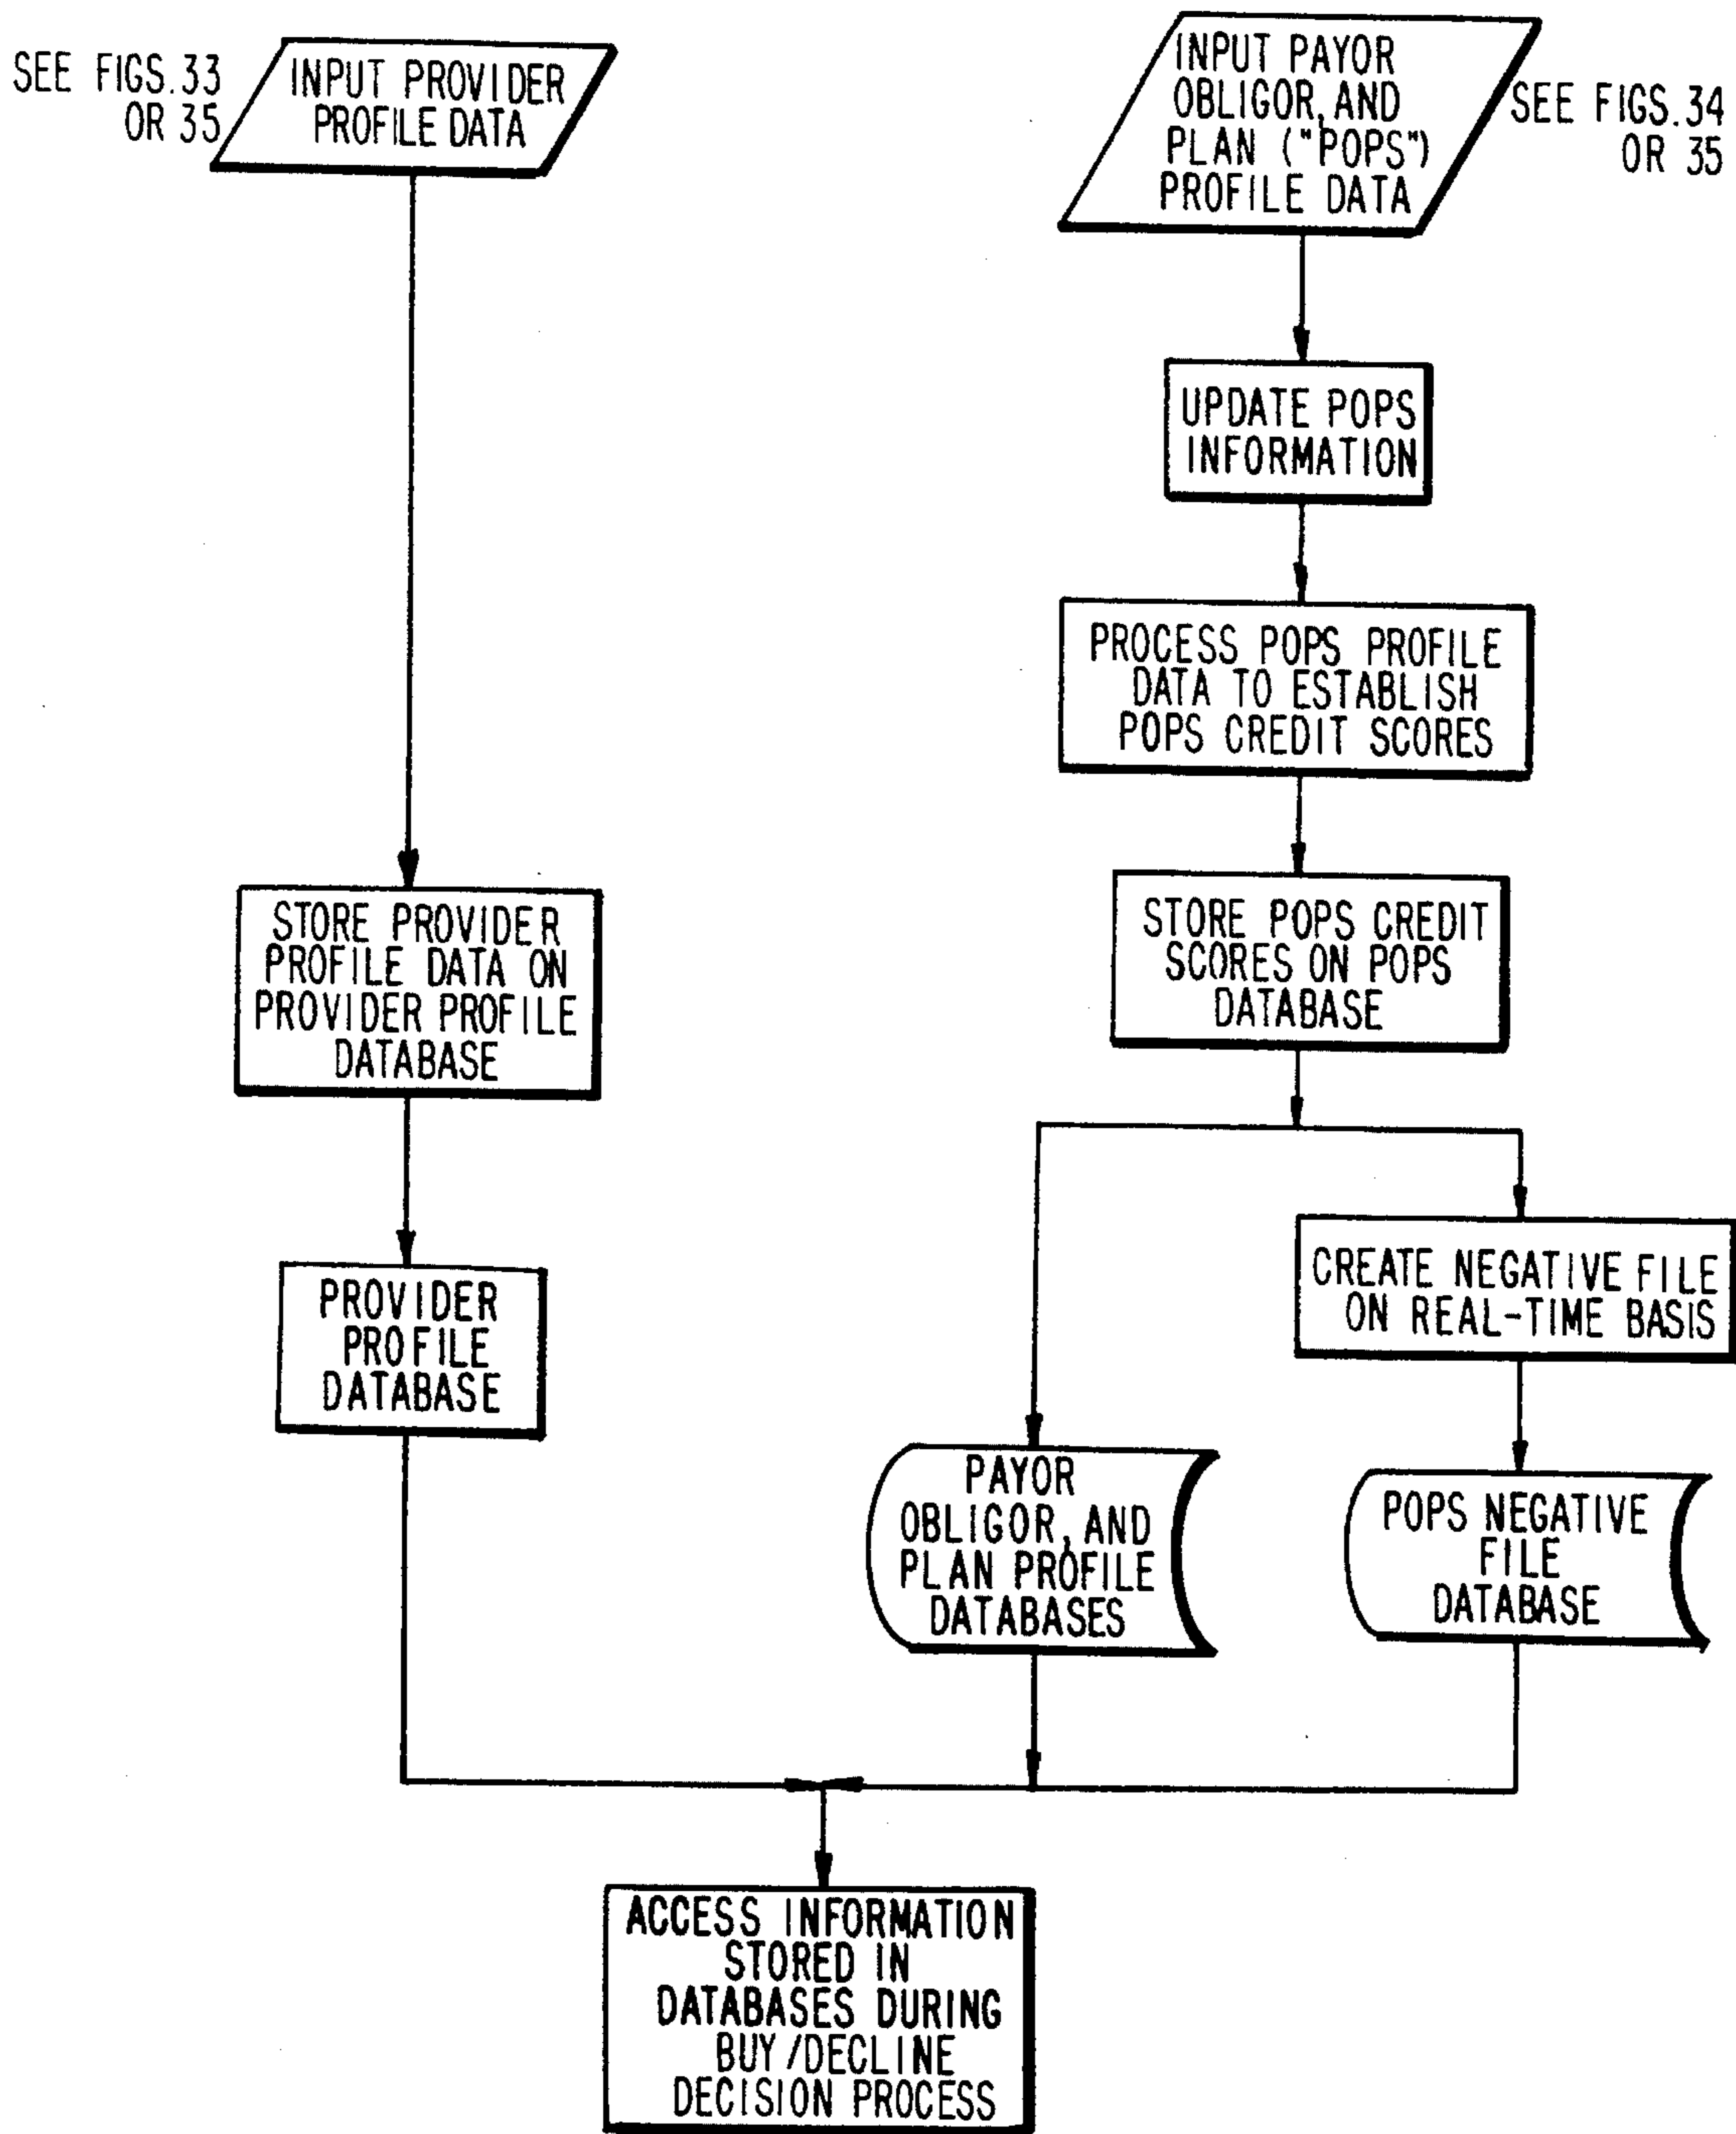 SEE FIGS.33
OR 35
INPUT PROVIDER
PROFILE DATA
INPUT PAYOR
OBLIGOR, AND
PLAN ("POPS")
PROFILE DATA
SEE FIGS.34
OR 35
UPDATE POPS
INFORMATION
PROCESS POPS PROFILE
DATA TO ESTABLISH
POPS CREDIT SCORES
STORE PROVIDER
PROFILE DATA ON
PROVIDER PROFILE
DATABASE
STORE POPS CREDIT
SCORES ON POPS
DATABASE
PROVIDER
PROFILE
DATABASE
CREATE NEGATIVE FILE
ON REAL-TIME BASIS
PAYOR
OBLIGOR, AND
PLAN PROFILE
DATABASES
POPS NEGATIVE
FILE
DATABASE
ACCESS INFORMATION
STORED IN
DATABASES DURING
BUY/DECLINE
DECISION PROCESS